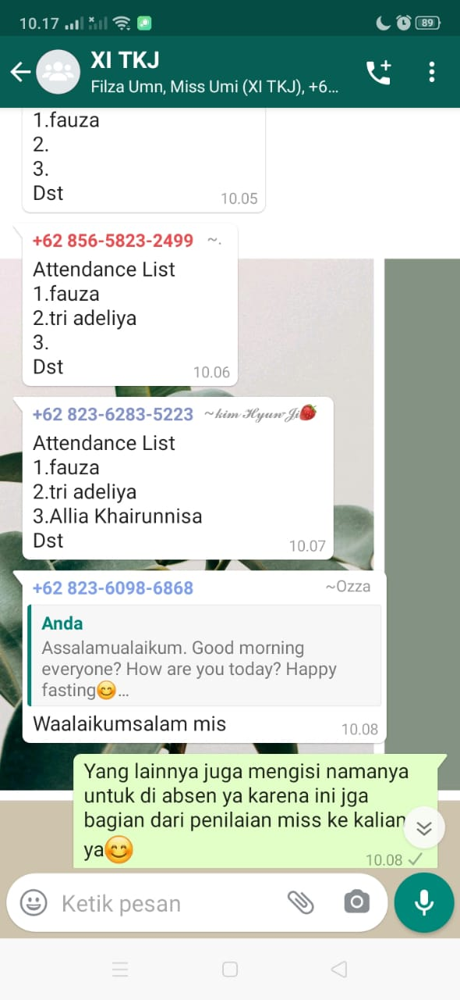 10.17
89
XI TKJ
Filza Umn, Miss Umi (XI TKJ), +6...
1.fauza
2.
3.
Dst
10.05
+62 856-5823-2499 ~.
Attendance List
1.fauza
2.tri adeliya
3.
Dst
10.06
+62 823-6283-5223 ~kim Hyun Ji🍓
Attendance List
1.fauza
2.tri adeliya
3.Allia Khairunnisa
Dst
10.07
+62 823-6098-6868 ~Ozza
Anda
Assalamualaikum. Good morning
everyone? How are you today? Happy
fasting😊...
Waalaikumsalam mis
10.08
Yang lainnya juga mengisi namanya
untuk di absen ya karena ini jga
bagian dari penilaian miss ke kalian
ya😊
10.08
Ketik pesan